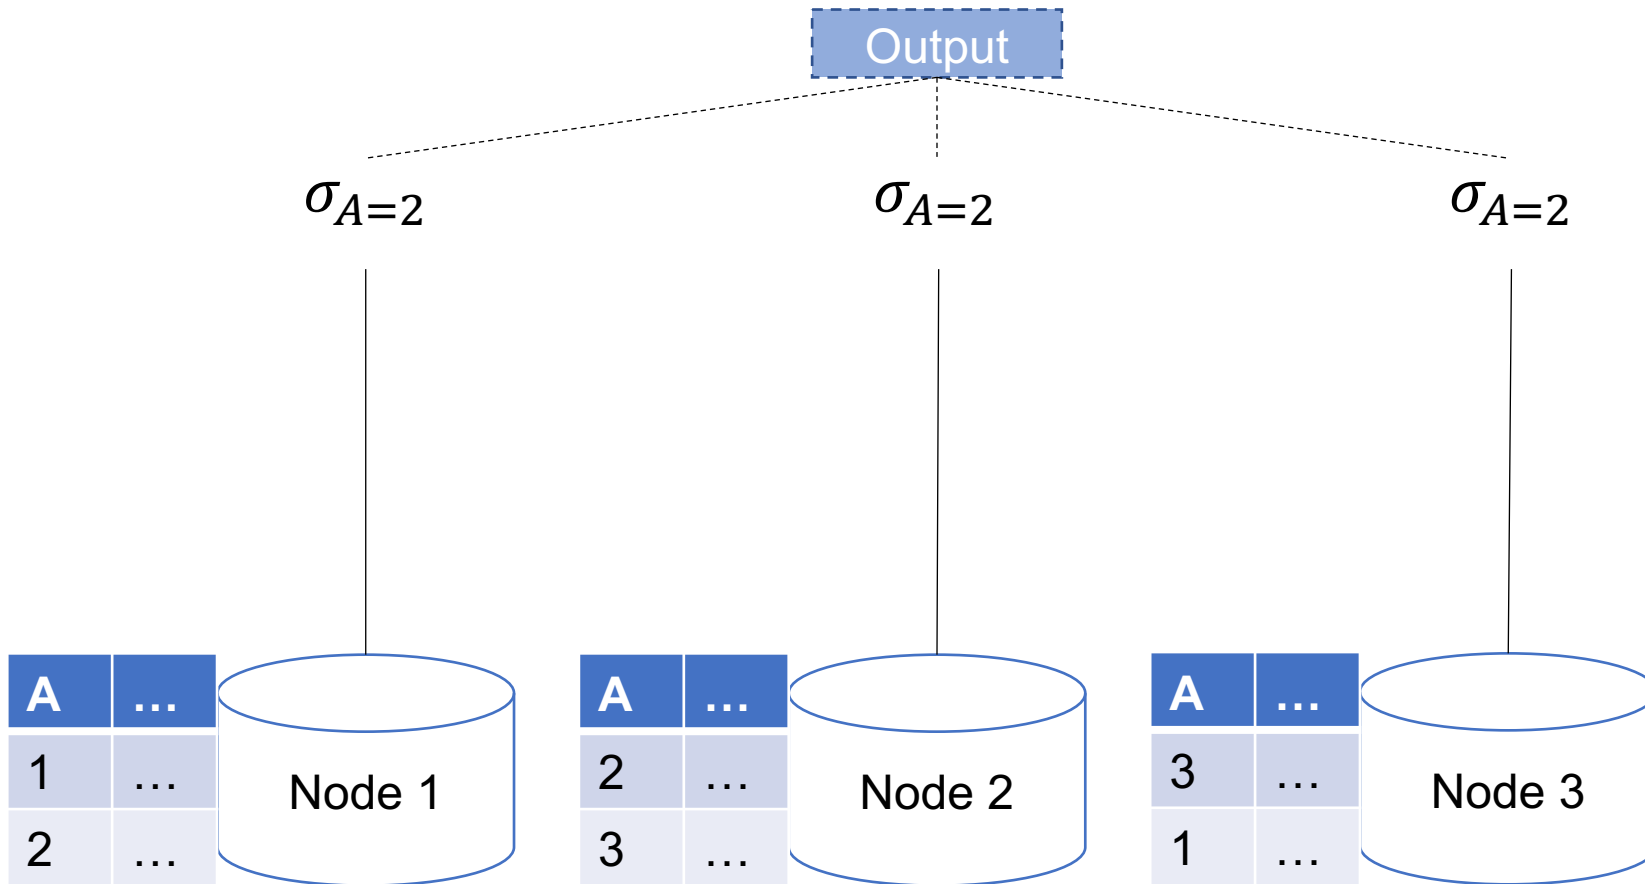 Output
σA=2 σA=2 σA=2
A … A … A …
1 … 2 … 3 …
Node 1 Node 2 Node 3
2 … 3 … 1 …